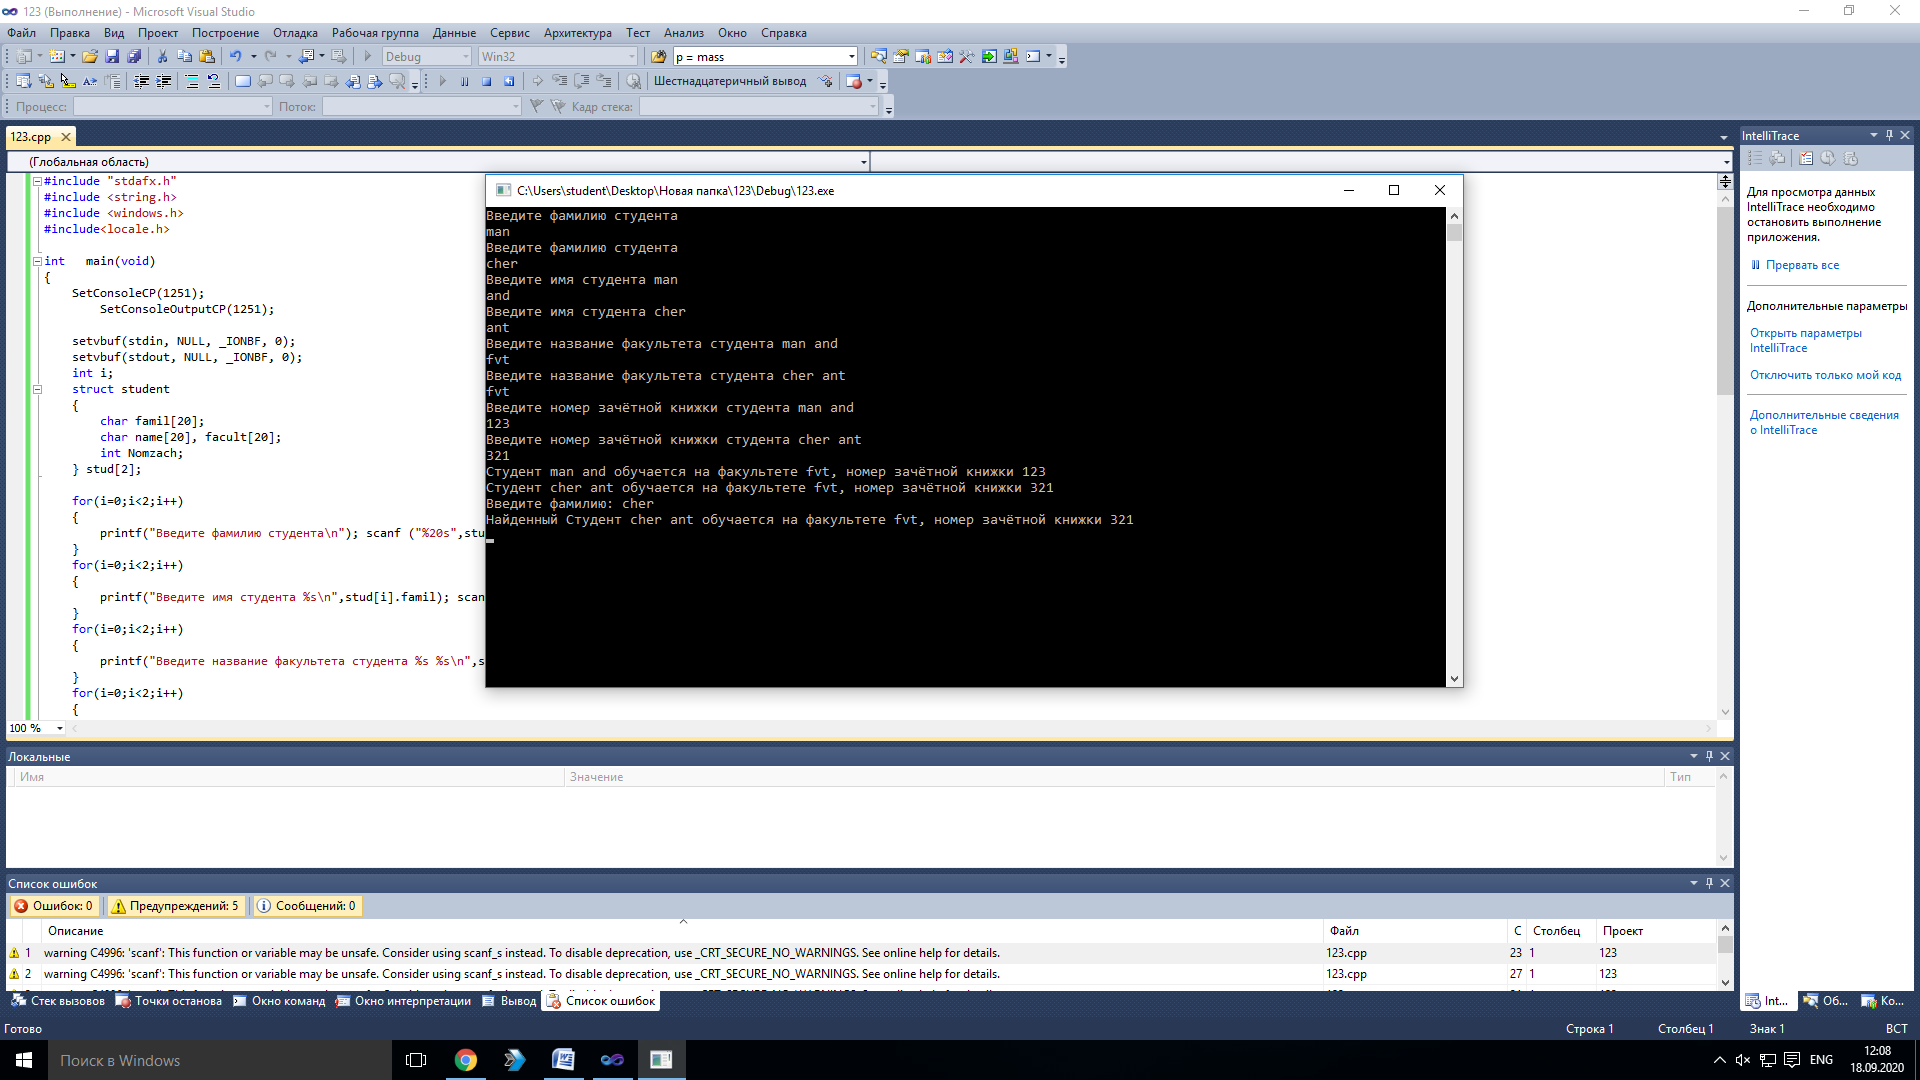 123 (Выполнение) - Microsoft Visual Studio
Файл Правка Вид Проект Построение Отладка Рабочая группа Данные Сервис Архитектура Тест Анализ Окно Справка
Debug Win32 p = mass
Шестнадцатеричный вывод
Процесс: Поток: Кадр стека:
123.cpp
(Глобальная область)
#include "stdafx.h"
#include <string.h>
#include <windows.h>
#include<locale.h>
int main(void)
{
SetConsoleCP(1251);
SetConsoleOutputCP(1251);
setvbuf(stdin, NULL, _IONBF, 0);
setvbuf(stdout, NULL, _IONBF, 0);
int i;
struct student
{
char famil[20];
char name[20], facult[20];
int Nomzach;
} stud[2];
for(i=0;i<2;i++)
{
printf("Введите фамилию студента\n"); scanf ("%20s",stu
}
for(i=0;i<2;i++)
{
printf("Введите имя студента %s\n",stud[i].famil); scan
}
for(i=0;i<2;i++)
{
printf("Введите название факультета студента %s %s\n",s
}
for(i=0;i<2;i++)
{
100 %
C:\Users\student\Desktop\Новая папка\123\Debug\123.exe
Введите фамилию студента
man
Введите фамилию студента
cher
Введите имя студента man
and
Введите имя студента cher
ant
Введите название факультета студента man and
fvt
Введите название факультета студента cher ant
fvt
Введите номер зачётной книжки студента man and
123
Введите номер зачётной книжки студента cher ant
321
Студент man and обучается на факультете fvt, номер зачётной книжки 123
Студент cher ant обучается на факультете fvt, номер зачётной книжки 321
Введите фамилию: cher
Найденный Студент cher ant обучается на факультете fvt, номер зачётной книжки 321
IntelliTrace
Для просмотра данных
IntelliTrace необходимо
остановить выполнение
приложения.
Прервать все
Дополнительные параметры
Открыть параметры
IntelliTrace
Отключить только мой код
Дополнительные сведения
о IntelliTrace
Локальные
Имя Значение Тип
Список ошибок
Ошибок: 0 Предупреждений: 5 Сообщений: 0
Описание Файл С Столбец Проект
1 warning C4996: 'scanf': This function or variable may be unsafe. Consider using scanf_s instead. To disable deprecation, use _CRT_SECURE_NO_WARNINGS. See online help for details. 123.cpp 23 1 123
2 warning C4996: 'scanf': This function or variable may be unsafe. Consider using scanf_s instead. To disable deprecation, use _CRT_SECURE_NO_WARNINGS. See online help for details. 123.cpp 27 1 123
Стек вызовов Точки останова Окно команд Окно интерпретации Вывод Список ошибок Int... Об... Ко...
Готово Строка 1 Столбец 1 Знак 1 ВСТ
Поиск в Windows ENG 12:08
18.09.2020